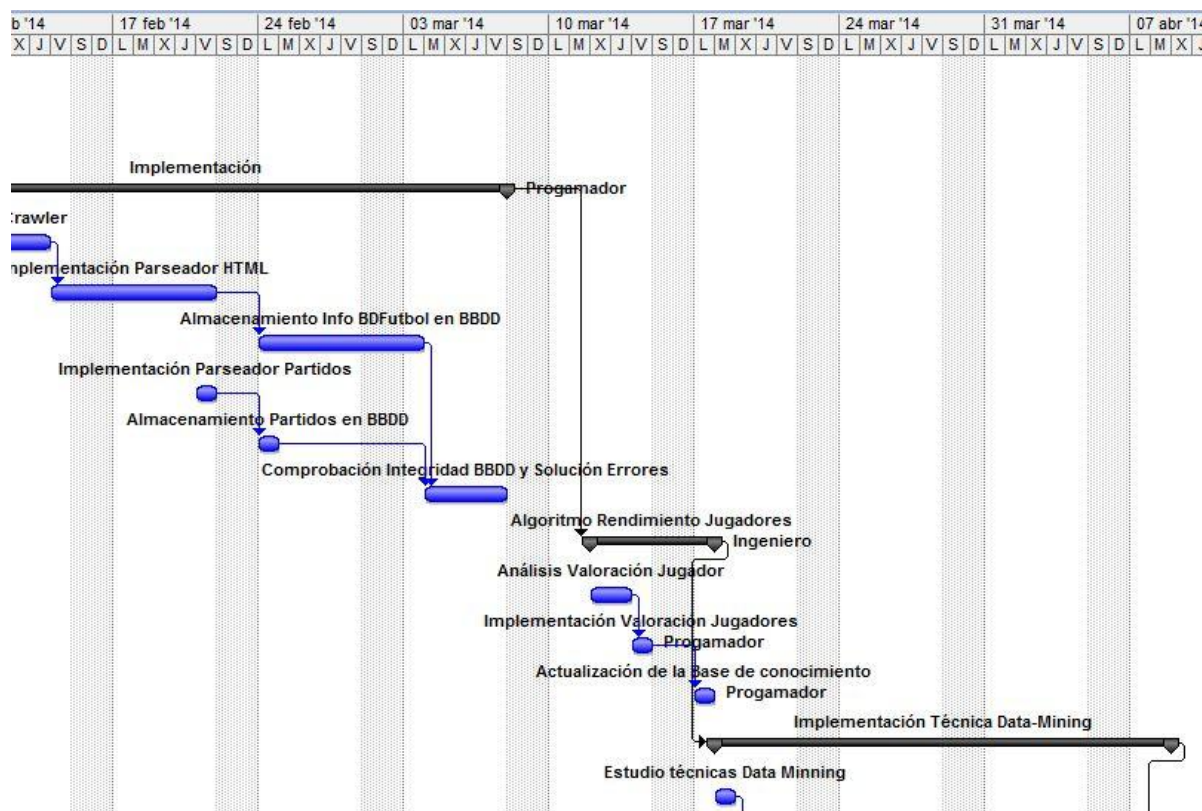 b '14 17 feb '14 24 feb '14 03 mar '14 10 mar '14 17 mar '14 24 mar '14 31 mar '14 07 abr '14
X J V S D L M X J V S D L M X J V S D L M X J V S D L M X J V S D L M X J V S D L M X J V S D L M X J V S D L M X J
Implementación
Progamador
Crawler
mplementación Parseador HTML
Almacenamiento Info BDFutbol en BBDD
Implementación Parseador Partidos
Almacenamiento Partidos en BBDD
Comprobación Integridad BBDD y Solución Errores
Algoritmo Rendimiento Jugadores
Ingeniero
Análisis Valoración Jugador
Implementación Valoración Jugadores
Progamador
Actualización de la Base de conocimiento
Progamador
Implementación Técnica Data-Mining
Estudio técnicas Data Minning